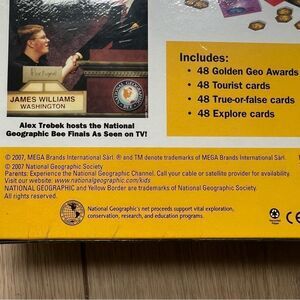 JAMES WILLIAMS
WASHINGTON
Alex Trebek hosts the National
Geographic Bee Finals As Seen on TV!
Includes:
• 48 Golden Geo Awards
• 48 Tourist cards
• 48 True-or-false cards
• 48 Explore cards
© 2007, MEGA Brands International Sàrl. ® and TM denote trademarks of MEGA Brands International Sàrl.
© 2007 National Geographic Society
Parents: Experience the National Geographic Channel. Call your cable or satellite provider for availability.
Visit our website: www.nationalgeographic.com/kids
NATIONAL GEOGRAPHIC and Yellow Border are trademarks of National Geographic Society.
All rights reserved.
National Geographic's net proceeds support vital exploration,
conservation, research, and education programs.